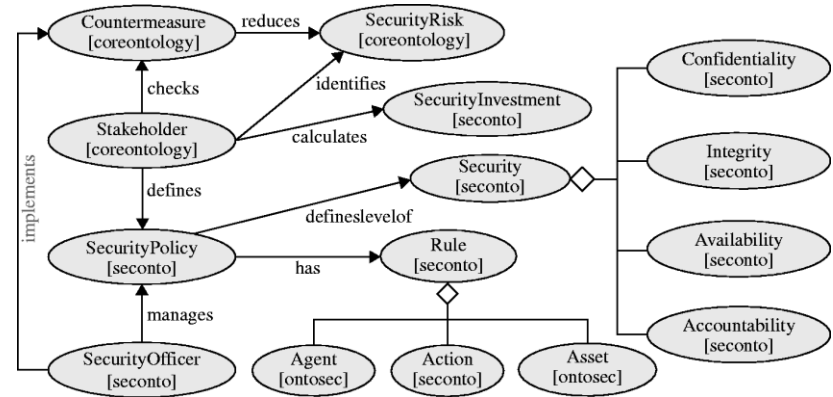 Countermeasure
[coreontology]
reduces
SecurityRisk
[coreontology]
Confidentiality
[seconto]
checks
identifies
SecurityInvestment
[seconto]
Stakeholder
[coreontology]
calculates
Integrity
[seconto]
Security
[seconto]
implements
defines
defineslevelof
SecurityPolicy
[seconto]
has
Rule
[seconto]
Availability
[seconto]
manages
Accountability
[seconto]
SecurityOfficer
[seconto]
Agent
[ontosec]
Action
[seconto]
Asset
[ontosec]